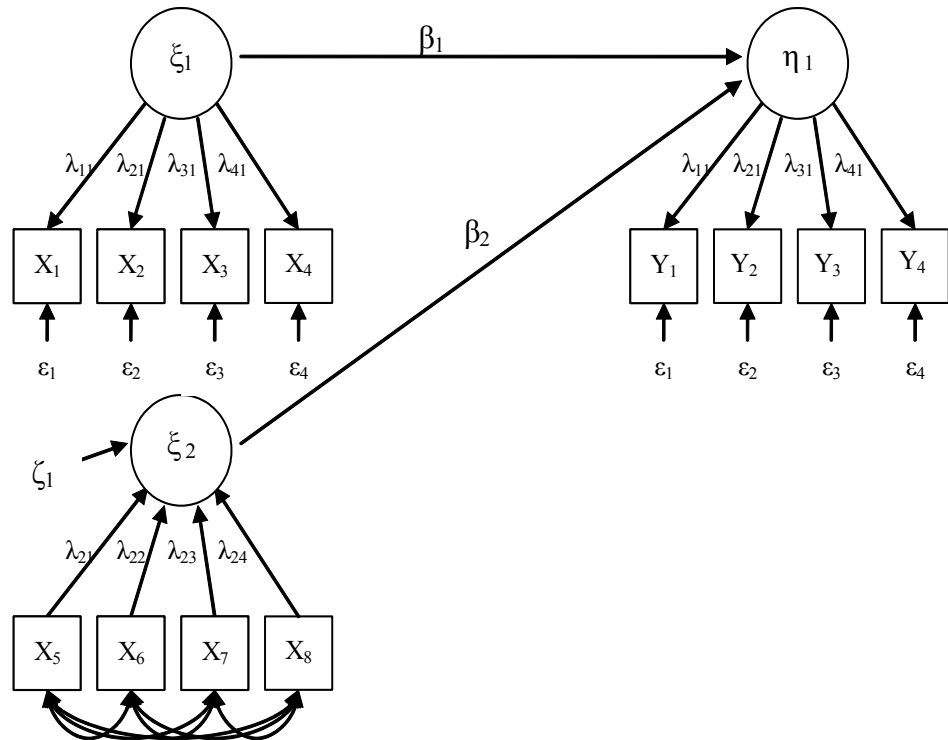 ξ₁ β₁ η₁
λ₁₁ λ₂₁ λ₃₁ λ₄₁ λ₁₁ λ₂₁ λ₃₁ λ₄₁
β₂
X₁ X₂ X₃ X₄ Y₁ Y₂ Y₃ Y₄
ε₁ ε₂ ε₃ ε₄ ε₁ ε₂ ε₃ ε₄
ξ₂
ζ₁
λ₂₁ λ₂₂ λ₂₃ λ₂₄
X₅ X₆ X₇ X₈